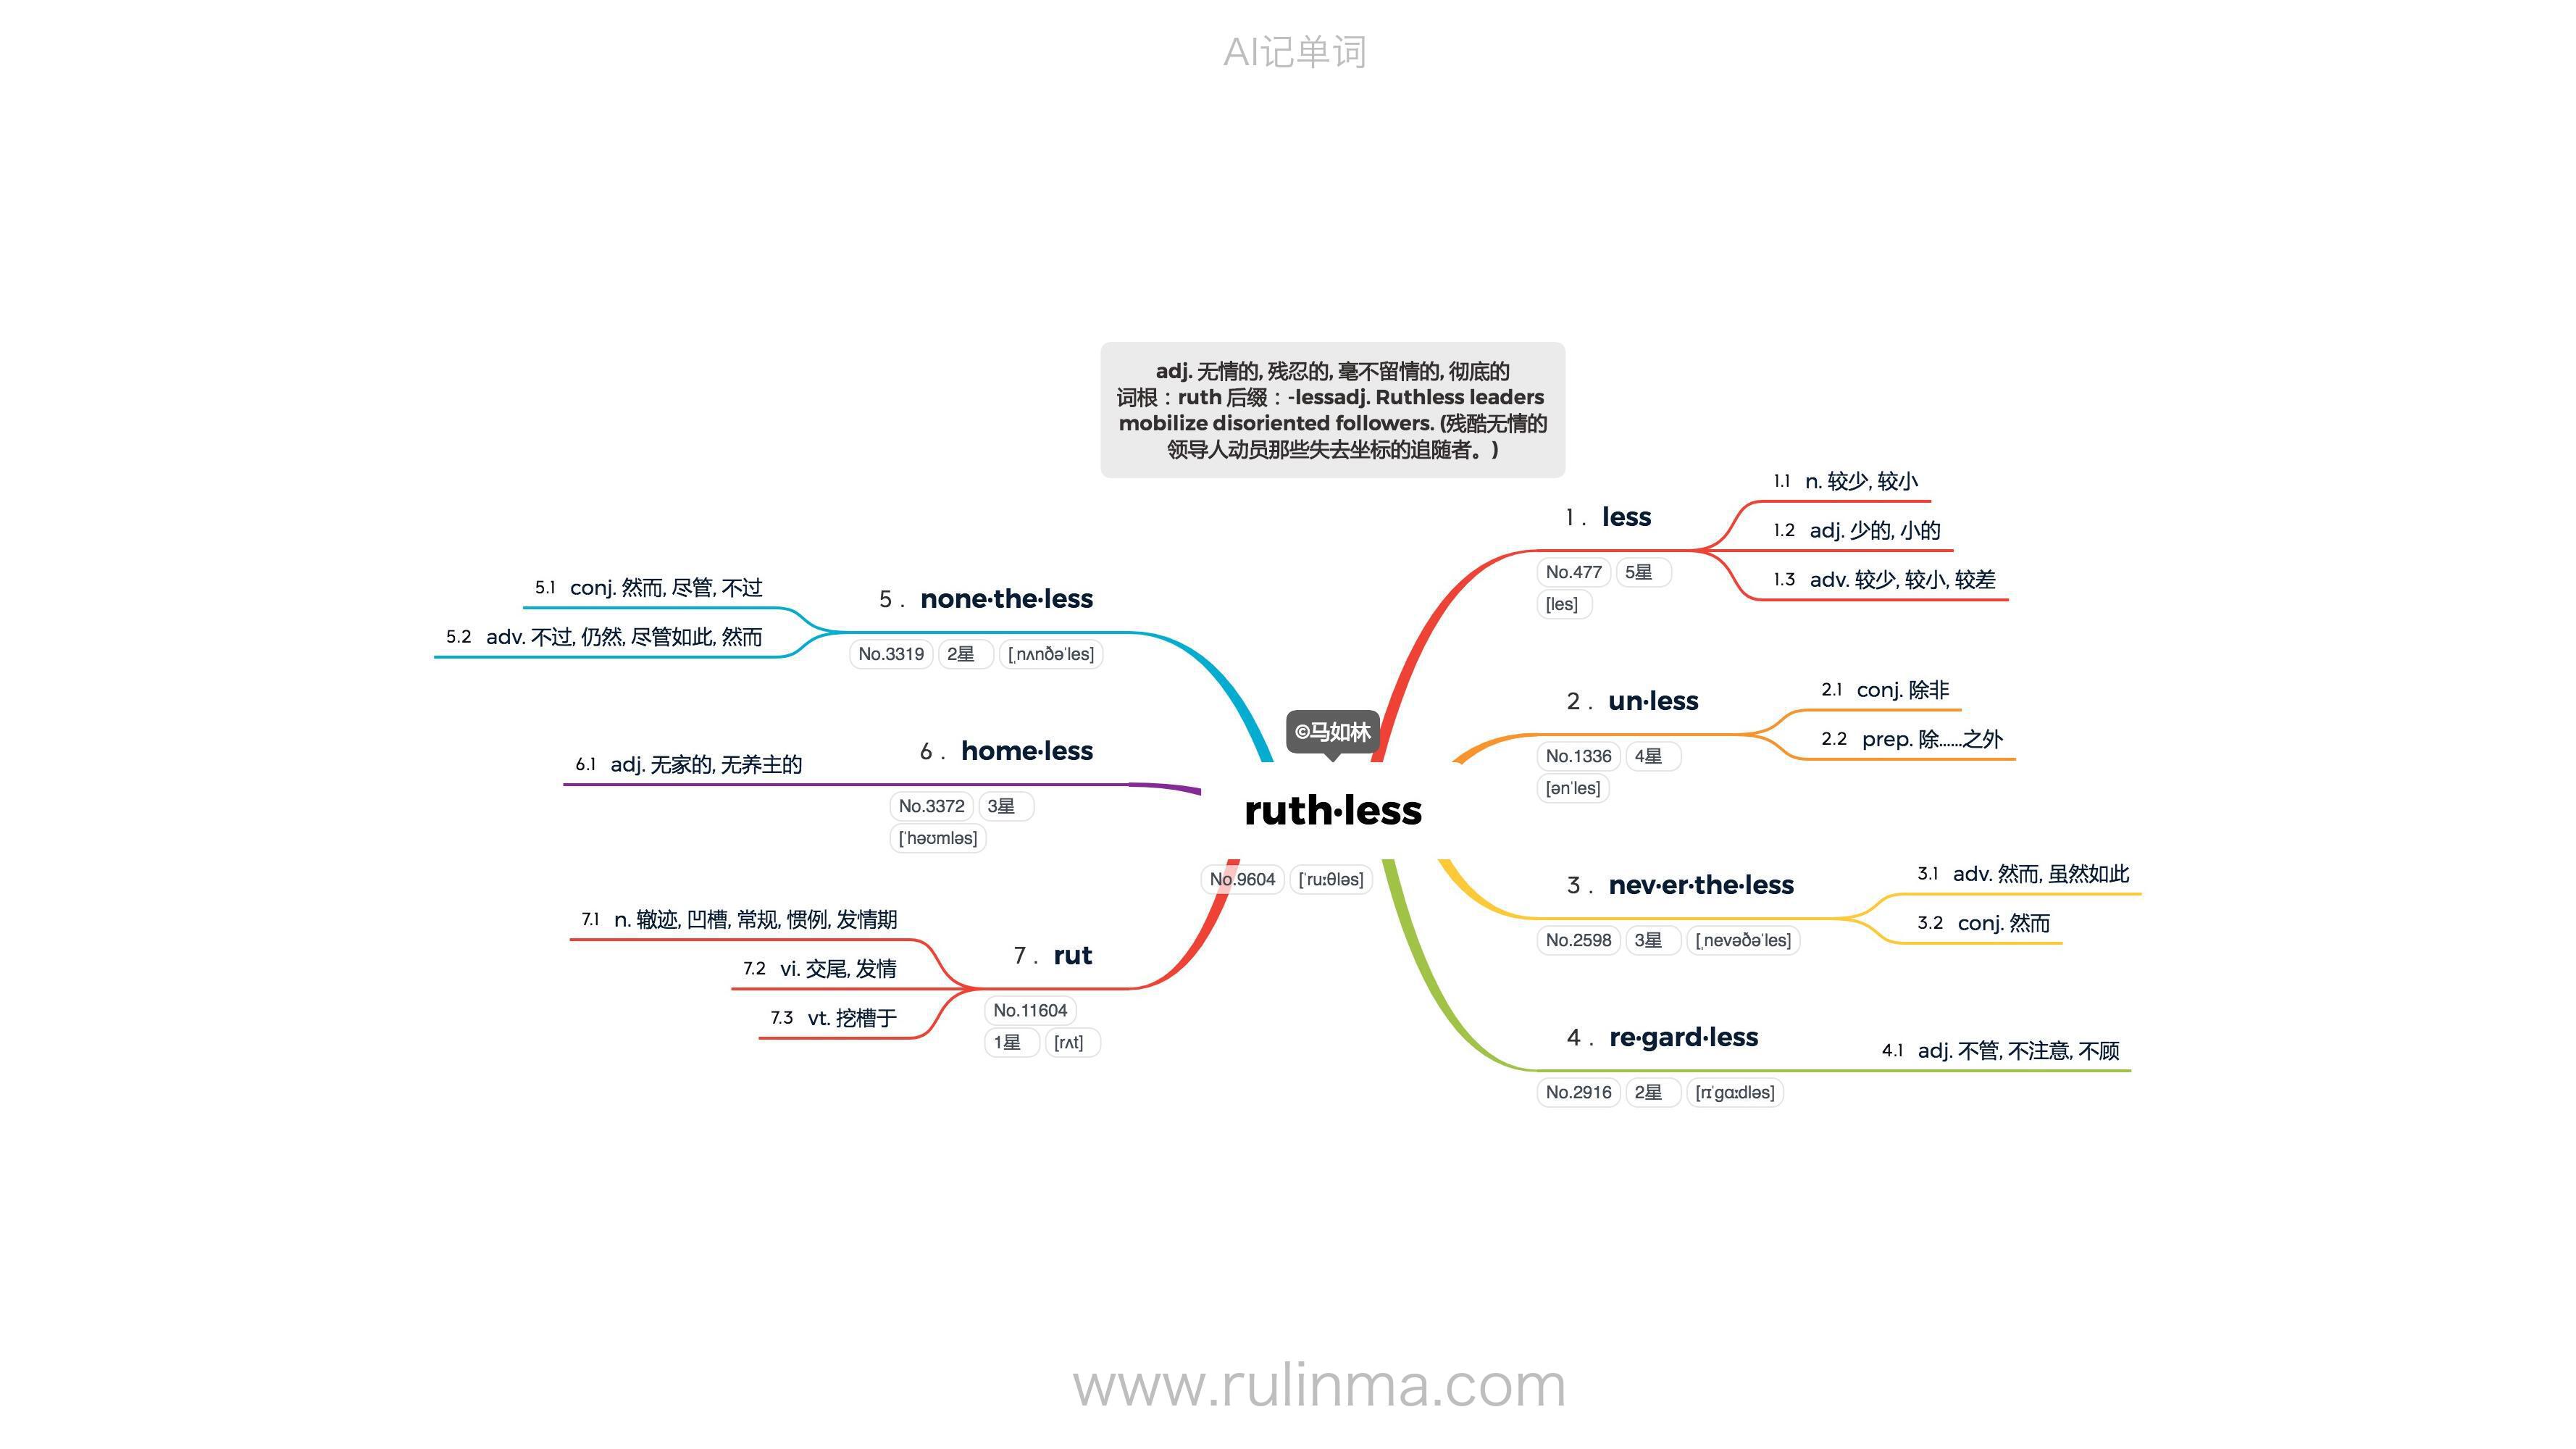 AI记单词
adj. 无情的, 残忍的, 毫不留情的, 彻底的
词根：ruth 后缀：-lessadj. Ruthless leaders
mobilize disoriented followers. (残酷无情的
领导人动员那些失去坐标的追随者。)
©马如林
ruth·less
No.9604 [ˈruːθləs]
1 . less
No.477 5星
[les]
1.1 n. 较少, 较小
1.2 adj. 少的, 小的
1.3 adv. 较少, 较小, 较差
2 . un·less
No.1336 4星
[ənˈles]
2.1 conj. 除非
2.2 prep. 除……之外
3 . nev·er·the·less
No.2598 3星 [ˌnevəðəˈles]
3.1 adv. 然而, 虽然如此
3.2 conj. 然而
4 . re·gard·less
No.2916 2星 [rɪˈɡɑːdləs]
4.1 adj. 不管, 不注意, 不顾
5 . none·the·less
No.3319 2星 [ˌnʌnðəˈles]
5.1 conj. 然而, 尽管, 不过
5.2 adv. 不过, 仍然, 尽管如此, 然而
6 . home·less
No.3372 3星
[ˈhəʊmləs]
6.1 adj. 无家的, 无养主的
7 . rut
No.11604
1星 [rʌt]
7.1 n. 辙迹, 凹槽, 常规, 惯例, 发情期
7.2 vi. 交尾, 发情
7.3 vt. 挖槽于
www.rulinma.com